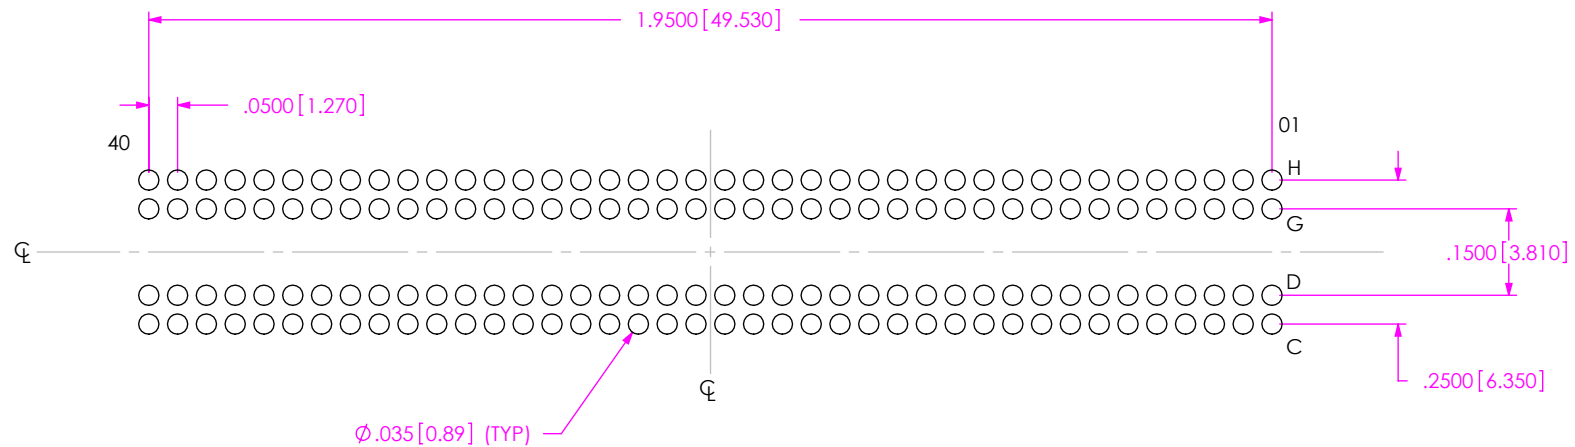 1.9500[49.530]
.0500[1.270]
40
01
H
G
℄
.1500[3.810]
D
C
.2500[6.350]
℄
Ø.035[0.89] (TYP)